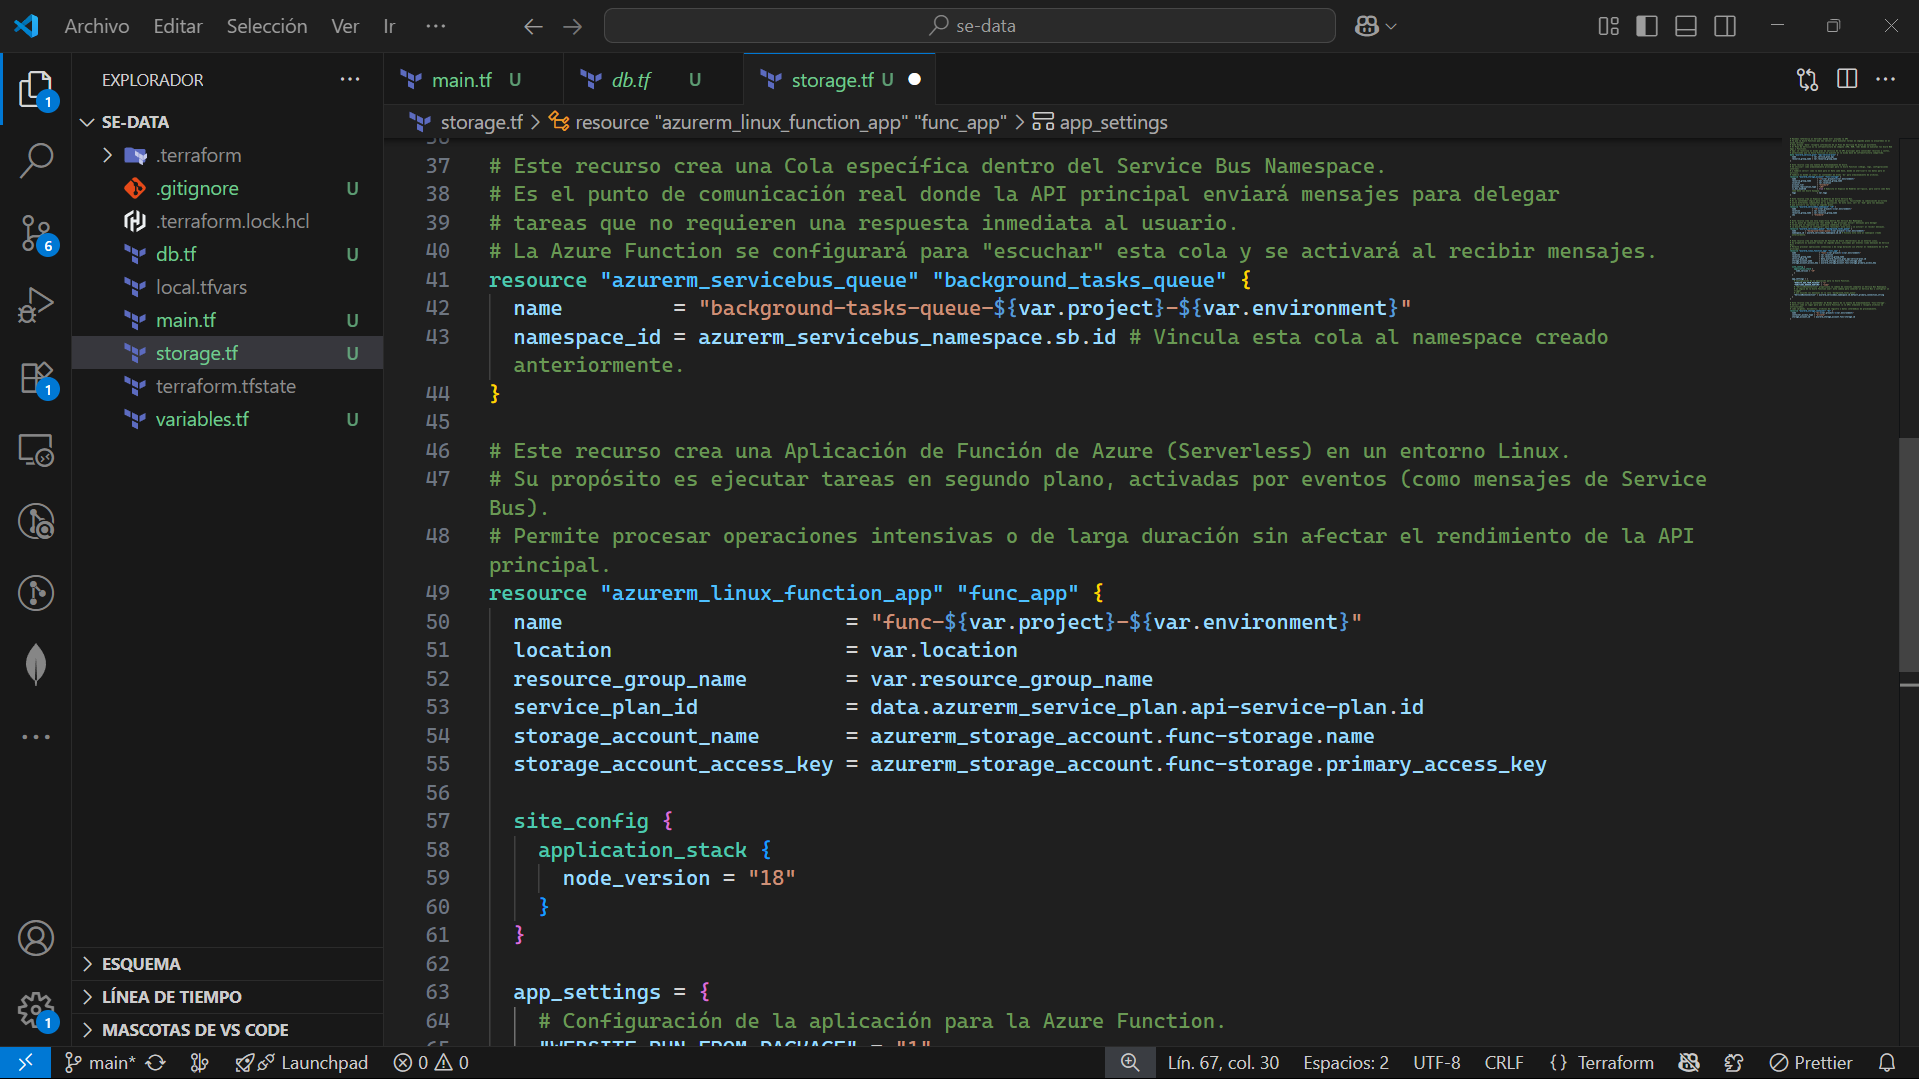 Archivo Editar Selección Ver Ir ··· se-data
EXPLORADOR ···
SE-DATA
.terraform
.gitignore U
.terraform.lock.hcl
db.tf U
local.tfvars
main.tf U
storage.tf U
terraform.tfstate
variables.tf U
ESQUEMA
LÍNEA DE TIEMPO
MASCOTAS DE VS CODE
1
6
1
1
main.tf U db.tf U storage.tf U
storage.tf > resource "azurerm_linux_function_app" "func_app" > app_settings
37 # Este recurso crea una Cola específica dentro del Service Bus Namespace.
38 # Es el punto de comunicación real donde la API principal enviará mensajes para delegar
39 # tareas que no requieren una respuesta inmediata al usuario.
40 # La Azure Function se configurará para "escuchar" esta cola y se activará al recibir mensajes.
41 resource "azurerm_servicebus_queue" "background_tasks_queue" {
42 name = "background-tasks-queue-${var.project}-${var.environment}"
43 namespace_id = azurerm_servicebus_namespace.sb.id # Vincula esta cola al namespace creado
anteriormente.
44 }
45
46 # Este recurso crea una Aplicación de Función de Azure (Serverless) en un entorno Linux.
47 # Su propósito es ejecutar tareas en segundo plano, activadas por eventos (como mensajes de Service
Bus).
48 # Permite procesar operaciones intensivas o de larga duración sin afectar el rendimiento de la API
principal.
49 resource "azurerm_linux_function_app" "func_app" {
50 name = "func-${var.project}-${var.environment}"
51 location = var.location
52 resource_group_name = var.resource_group_name
53 service_plan_id = data.azurerm_service_plan.api-service-plan.id
54 storage_account_name = azurerm_storage_account.func-storage.name
55 storage_account_access_key = azurerm_storage_account.func-storage.primary_access_key
56
57 site_config {
58 application_stack {
59 node_version = "18"
60 }
61 }
62
63 app_settings = {
64 # Configuración de la aplicación para la Azure Function.
65 "WEBSITE_RUN_FROM_PACKAGE" = "1"
main* Launchpad 0 0 Lín. 67, col. 30 Espacios: 2 UTF-8 CRLF {} Terraform Prettier